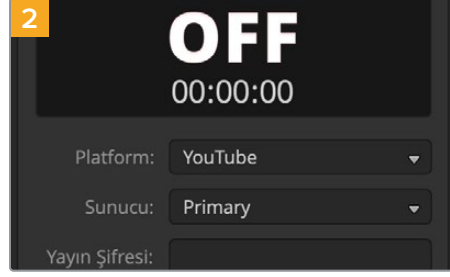 2
OFF
00:00:00
Platform: YouTube
Sunucu: Primary
Yayın Şifresi: